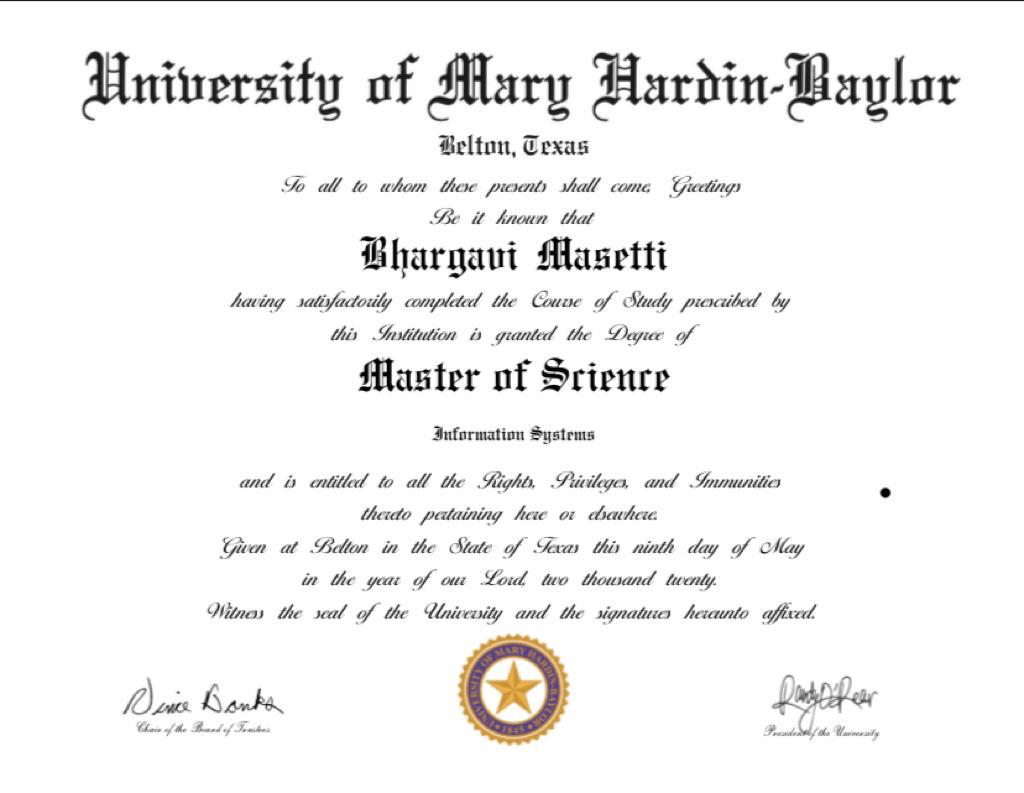 University of Mary Hardin-Baylor
Belton, Texas
To all to whom these presents shall come, Greetings
Be it known that
Bhargavi Masetti
having satisfactorily completed the Course of Study prescribed by
this Institution is granted the Degree of
Master of Science
Information Systems
and is entitled to all the Rights, Privileges, and Immunities
thereto pertaining here or elsewhere.
Given at Belton in the State of Texas this ninth day of May
in the year of our Lord, two thousand twenty.
Witness the seal of the University and the signatures hereunto affixed.
UNIVERSITY OF MARY HARDIN-BAYLOR
1845
Randy O'Rear
Chair of the Board of Trustees
President of the University